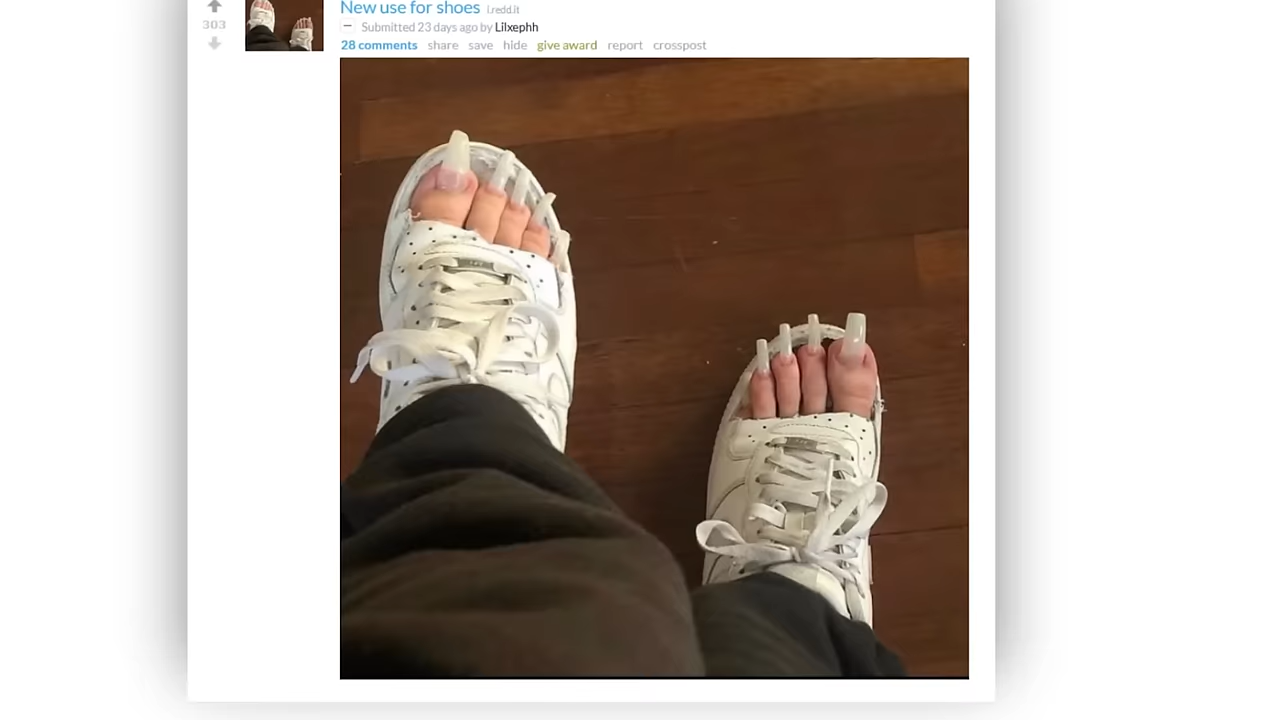 New use for shoes i.redd.it
303
Submitted 23 days ago by Lilxephh
28 comments share save hide give award report crosspost